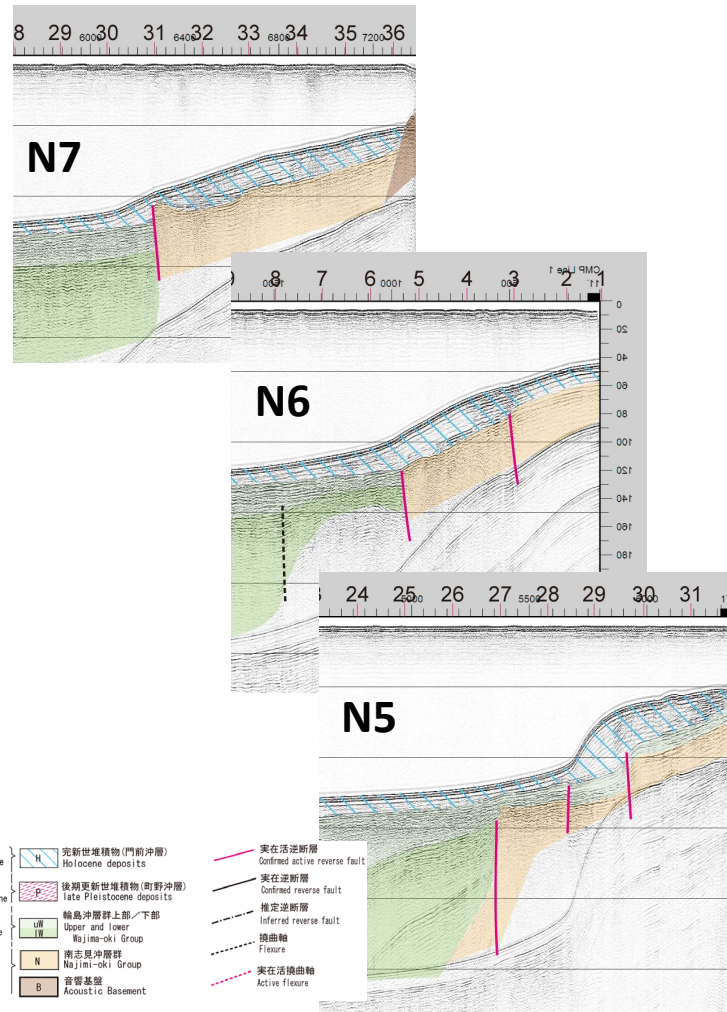 8 29 30 31 32 33 34 35 36
6000 6400 6800 7200
N7
8 7 6 5 4 3 2 1
1500 1000 500 CMP Line 1
0
20
40
60
80
100
120
140
160
180
N6
24 25 26 27 28 29 30 31
5000 5500 6000
N5
H 完新世堆積物(門前沖層)
Holocene deposits
P 後期更新世堆積物(町野沖層)
late Pleistocene deposits
uW
lW
輪島沖層群上部/下部
Upper and lower
Wajima-oki Group
N 南志見沖層群
Najimi-oki Group
B 音響基盤
Acoustic Basement
実在活逆断層
Confirmed active reverse fault
実在逆断層
Confirmed reverse fault
推定逆断層
Inferred reverse fault
撓曲軸
Flexure
実在活撓曲軸
Active flexure